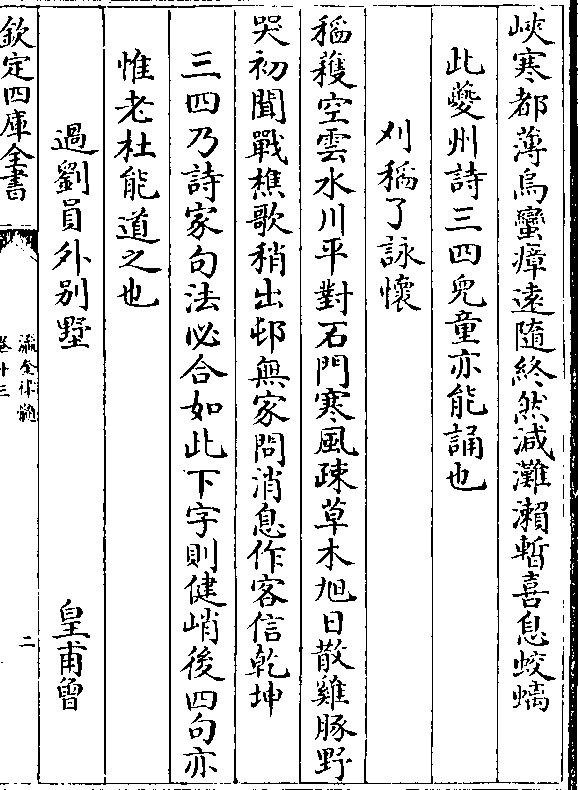 峽寒都薄烏蠻瘴遠隨終然減灘瀨暫喜息蛟螭
此夔州詩三四兒童亦能誦也
刈稻了詠懷
稻穫空雲水川平對石門寒風疎草木旭日散雞豚野
哭初聞戰樵歌稍出邨無家問消息作客信乾坤
三四乃詩家句法必合如此下字則健峭後四句亦
惟老杜能道之也
過劉員外别墅 皇甫曾
欽定四庫全書
瀛奎律髓
卷十三
二